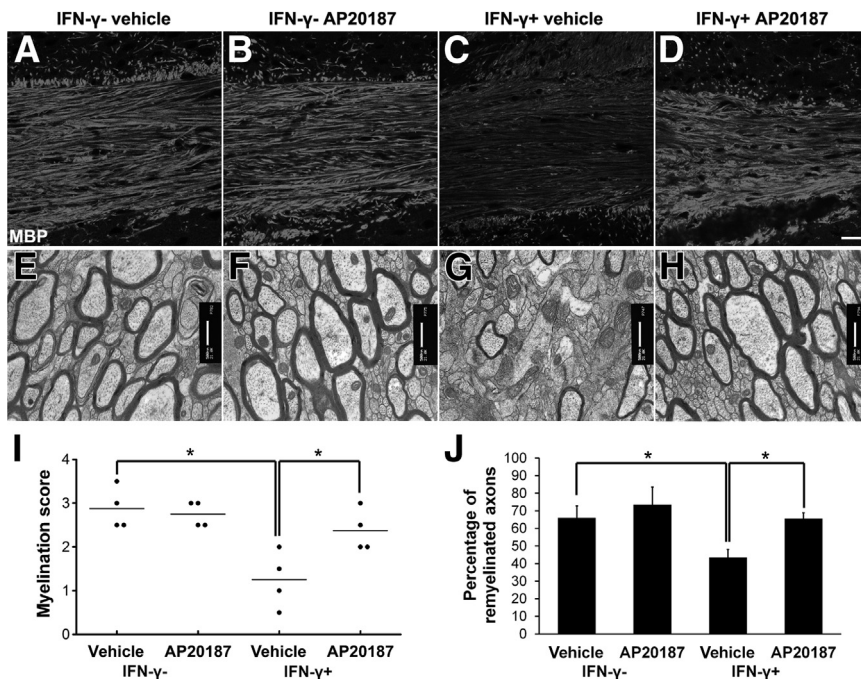 IFN-γ- vehicle
IFN-γ- AP20187
IFN-γ+ vehicle
IFN-γ+ AP20187
A
B
C
D
MBP
E
F
G
H
I
J
* *
Myelination score
4
3
2
1
0
Vehicle AP20187 Vehicle AP20187
IFN-γ- IFN-γ+
* *
Percentage of
remyelinated axons
100
90
80
70
60
50
40
30
20
10
0
Vehicle AP20187 Vehicle AP20187
IFN-γ- IFN-γ+